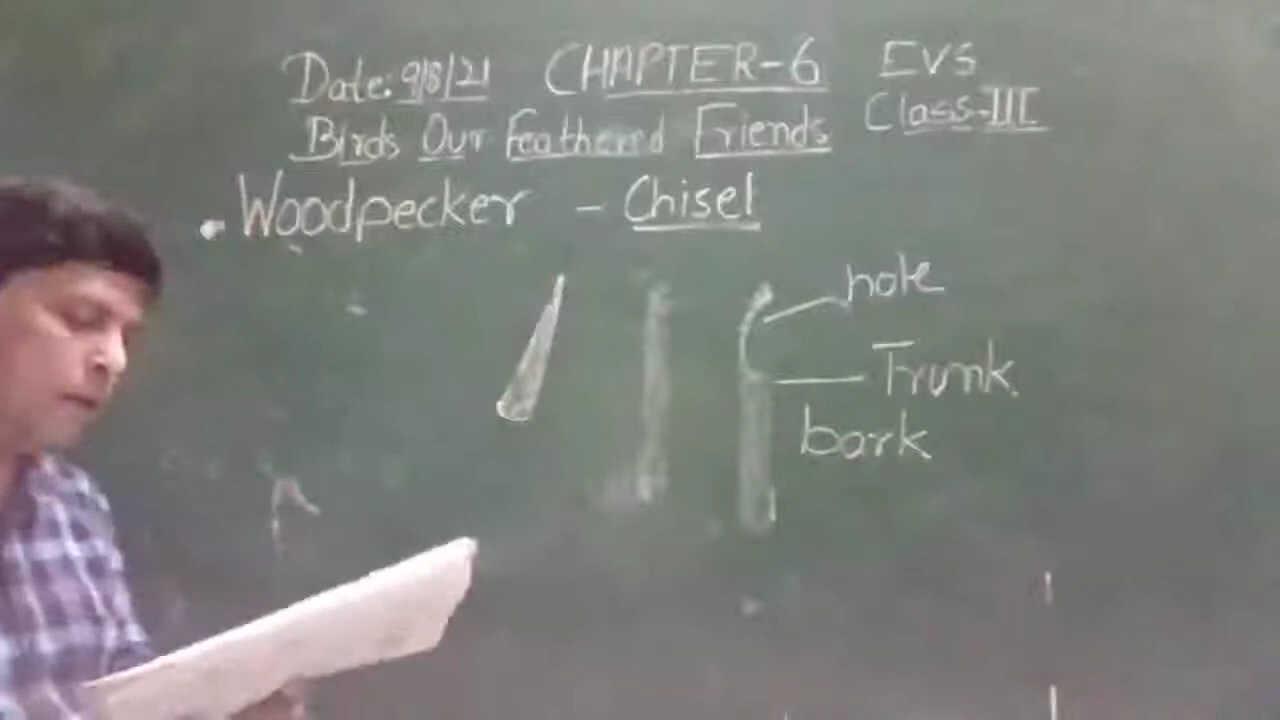 Date: 9/8/21 CHAPTER-6 EVS
Birds Our Feathered Friends Class-III
. Woodpecker - Chisel
hole
Trunk.
bark